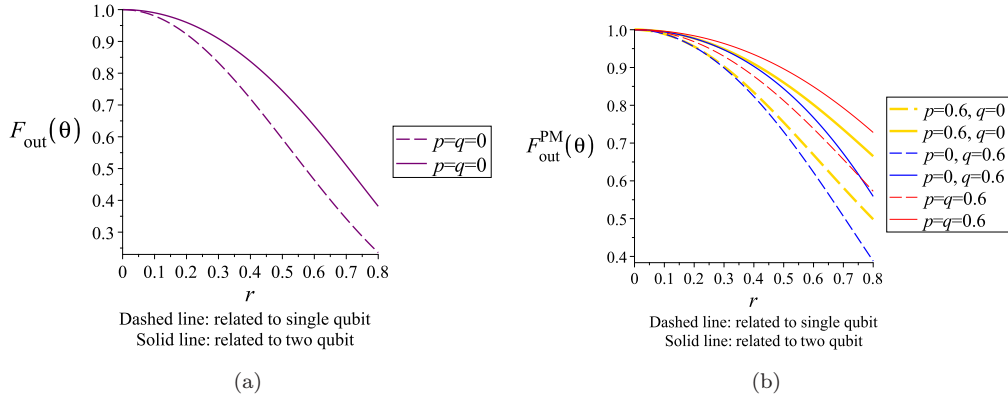 1.0
0.9
0.8
0.7
0.6
0.5
0.4
0.3
F_out(θ)
0 0.1 0.2 0.3 0.4 0.5 0.6 0.7 0.8
r
p=q=0
p=q=0
Dashed line: related to single qubit
Solid line: related to two qubit
(a)
1.0
0.9
0.8
0.7
0.6
0.5
0.4
F_out^PM(θ)
0 0.1 0.2 0.3 0.4 0.5 0.6 0.7 0.8
r
p=0.6, q=0
p=0.6, q=0
p=0, q=0.6
p=0, q=0.6
p=q=0.6
p=q=0.6
Dashed line: related to single qubit
Solid line: related to two qubit
(b)